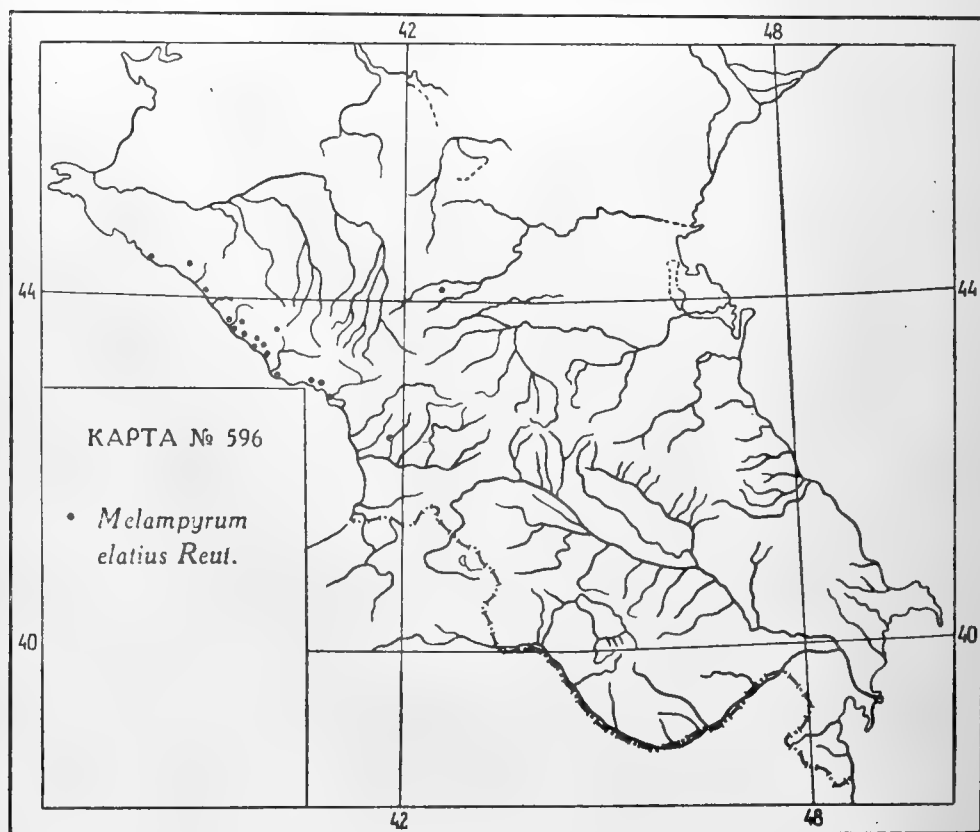 42 48
44 44
КАРТА № 596
• Melampyrum
elatius Reut.
40 40
42 48